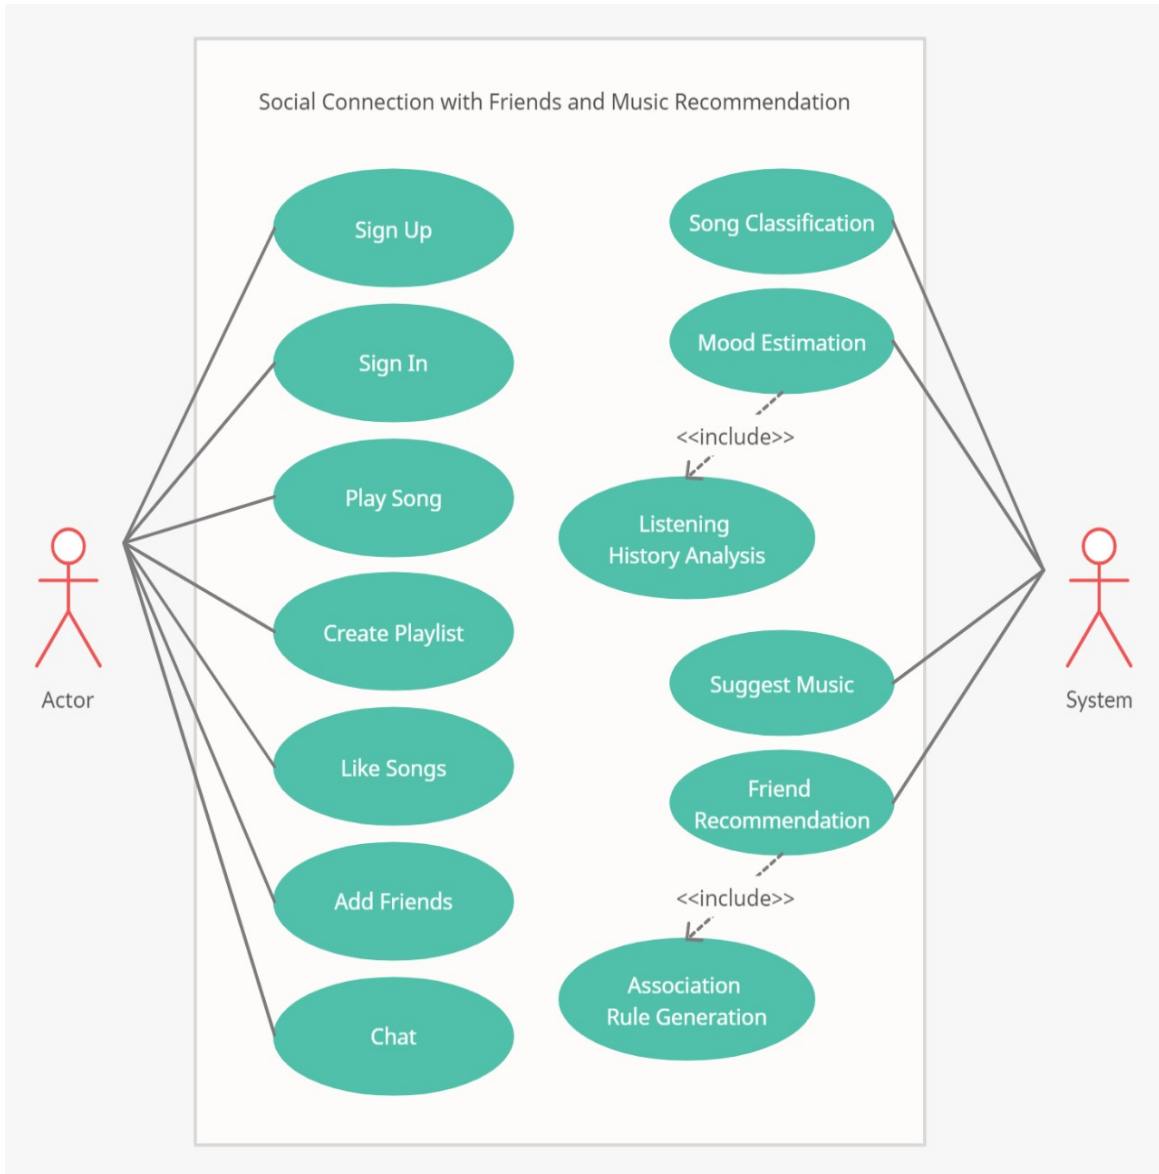 Social Connection with Friends and Music Recommendation
Sign Up
Sign In
Play Song
Create Playlist
Like Songs
Add Friends
Chat
Song Classification
Mood Estimation
<<include>>
Listening
History Analysis
Suggest Music
Friend
Recommendation
<<include>>
Association
Rule Generation
Actor
System